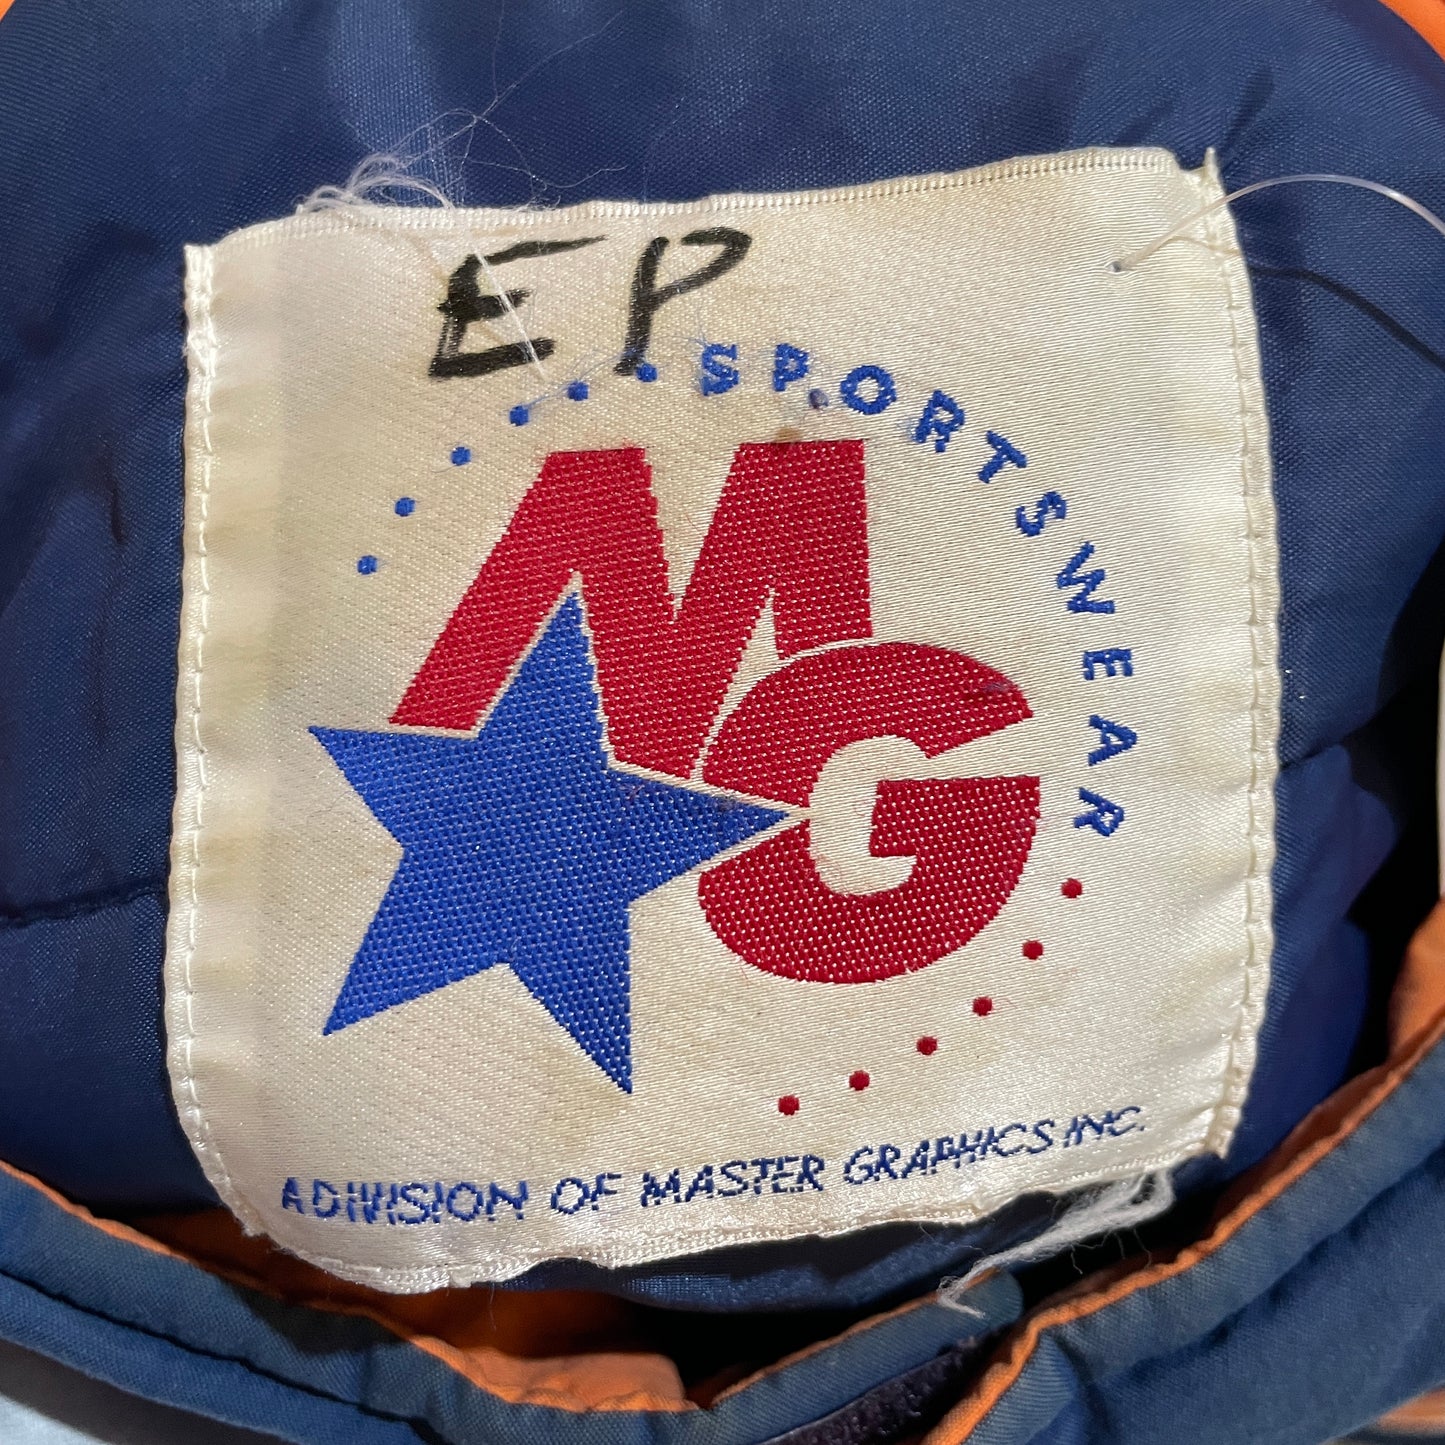 EP
SPORTSWEAR
MG
A DIVISION OF MASTER GRAPHICS INC.